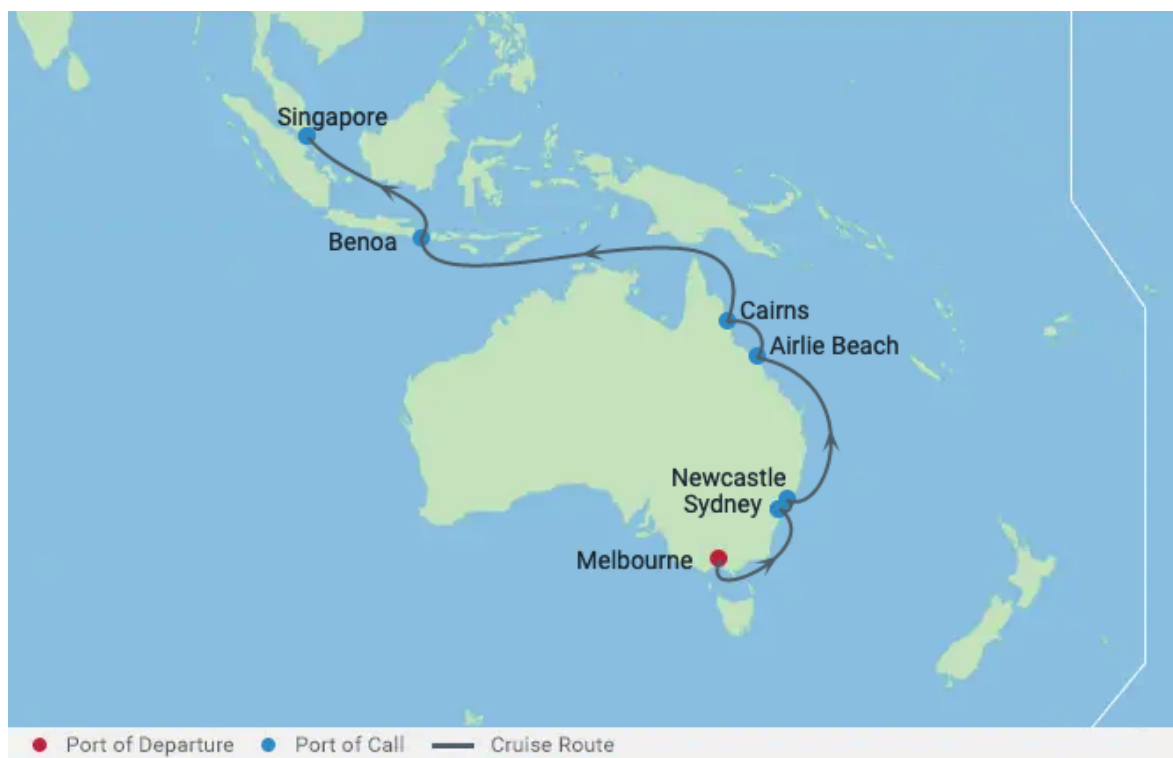 Singapore
Benoa
Cairns
Airlie Beach
Newcastle
Sydney
Melbourne
Port of Departure Port of Call Cruise Route